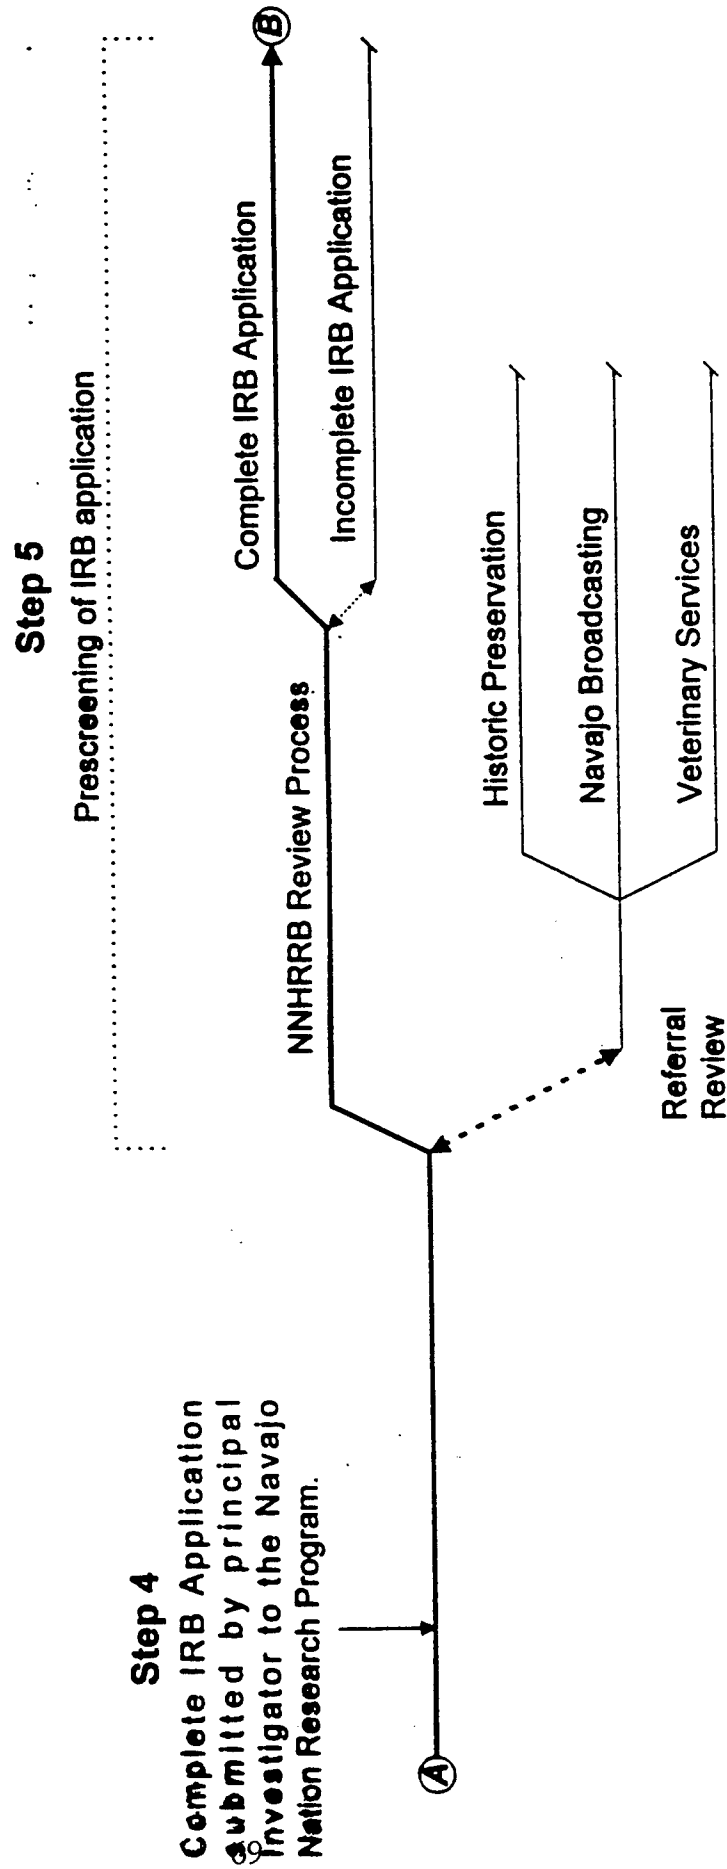 Step 4
Complete IRB Application
submitted by principal
Investigator to the Navajo
Nation Research Program.
A
Step 5
Prescreening of IRB application
NNHRRB Review Process
Complete IRB Application
B
Incomplete IRB Application
Referral
Review
Historic Preservation
Navajo Broadcasting
Veterinary Services
69